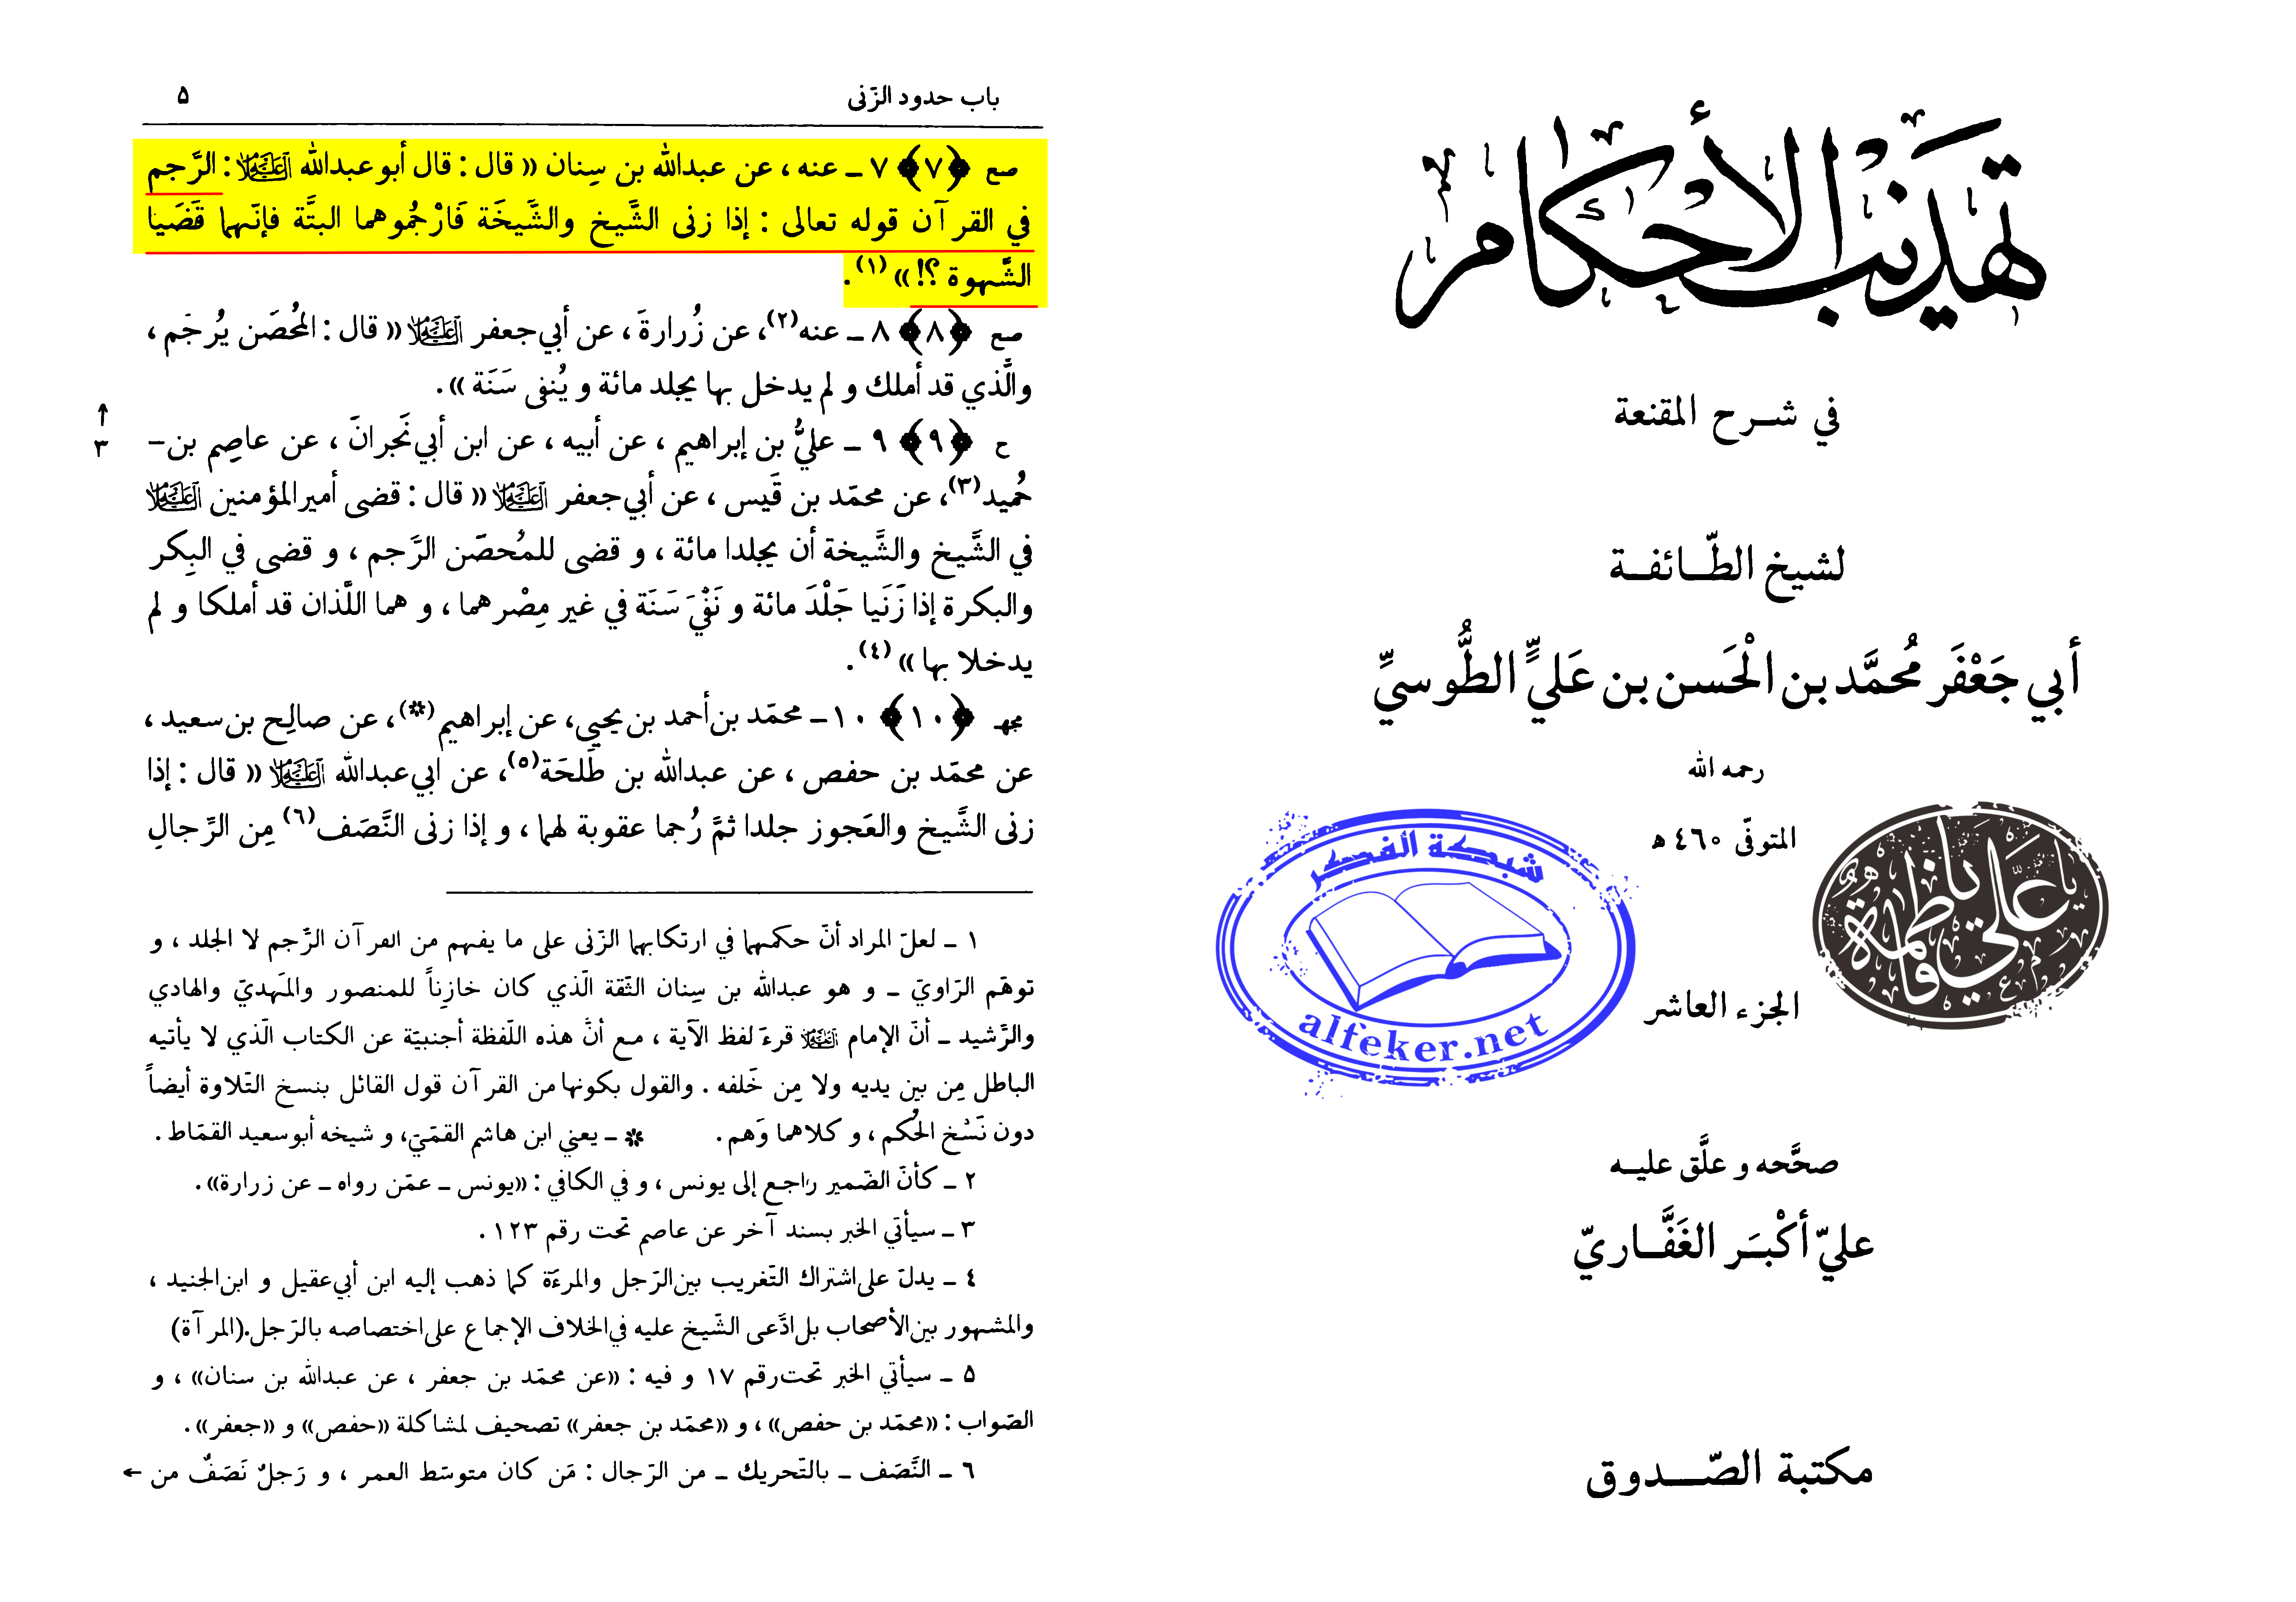 تهذيب الأحكام
في شرح المقنعة
لشيخ الطّائفة
أبي جَعْفَر مُحمَّد بن الْحَسن بن عَليٍّ الطُّوسيِّ
رحمه الله
المتوفّى ٤٦٠ ه
الجزء العاشر
صحَّحه و علَّق عليه
عليّ أكْبَر الغَفَّاريّ
مكتبة الصّدوق
شبكة الفكر
alfeker.net
باب حدود الزّنى
۵
صع ﴿٧﴾ ٧ ـ عنه ، عن عبدالله بن سِنان « قال : قال أبو عبدالله عليه السلام : الرَّجم
في القرآن قوله تعالى : إذا زنى الشَّيخ والشَّيخَة فَارْجُموهما البتَّة فإنّهما قَضَيا
الشَّهوة ؟! » (١) .
صع ﴿٨﴾ ٨ ـ عنه(٢)، عن زُرارةَ ، عن أبي جعفر عليه السلام « قال : المُحُصَن يُرجَم ،
والَّذي قد أملك و لم يدخل بها يجلد مائة و يُنفى سَنَة » .
↑
٣
ح ﴿٩﴾ ٩ ـ عليُّ بن إبراهيم ، عن أبيه ، عن ابن أبي نَجرانَ ، عن عاصِم بن–
حُميد(٣)، عن محمّد بن قَيس ، عن أبي جعفر عليه السلام « قال : قضى أميرالمؤمنين عليه السلام
في الشَّيخ والشَّيخة أن يجلدا مائة ، و قضى للمُحصَن الرَّجم ، و قضى في البِكر
والبكرة إذا زَنَيا جَلْدَ مائة و نَفْيَ سَنَة في غير مِصْرهما ، و هما اللَّذان قد أملكا و لم
يدخلا بها » (٤) .
مجهـ ﴿١٠﴾ ١٠ ـ محمّد بن أحمد بن يحيى، عن إبراهيم(*)، عن صالِح بن سعيد ،
عن محمّد بن حفص ، عن عبدالله بن طَلحَة(٥)، عن ابي عبدالله عليه السلام « قال : إذا
زنى الشَّيخ والعَجوز جلدا ثمَّ رُجما عقوبة لهما ، و إذا زنى النَّصَف(٦) مِن الرِّجالِ
١ ـ لعلّ المراد أنّ حكمهما في ارتكابهما الزّنى على ما يفهم من القرآن الرَّجم لا الجلد ، و
توهّم الرّاويّ ـ و هو عبدالله بن سِنان الثّقة الّذي كان خازِناً للمنصور والمَهديّ والهادي
والرَّشيد ـ أنّ الإمام عليه السلام قرءَ لفظ الآية ، مع أنَّ هذه اللّفظة أجنبيّة عن الكتاب الّذي لا يأتيه
الباطل مِن بين يديه ولا مِن خَلفه . والقول بكونها من القرآن قول القائل بنسخ التّلاوة أيضاً
دون نَسْخ الحُكم ، و كلاهما وَهم . * ـ يعني ابن هاشم القمّيّ، و شيخه أبوسعيد القمّاط .
٢ ـ كأنّ الضّمير راجع إلى يونس ، و في الكافي : «يونس ـ عمّن رواه ـ عن زرارة» .
٣ ـ سيأتي الخبر بسند آخر عن عاصم تحت رقم ١٢٣ .
٤ ـ يدلّ على اشتراك التّغريب بين الرّجل والمرءَة كما ذهب إليه ابن أبي عقيل و ابن الجنيد ،
والمشهور بين الأصحاب بل ادَّعى الشّيخ عليه في الخلاف الإجماع على اختصاصه بالرّجل.(المرآة)
٥ ـ سيأتي الخبر تحت رقم ١٧ و فيه : «عن محمّد بن جعفر ، عن عبدالله بن سنان» ، و
الصّواب : «محمّد بن حفص» ، و «محمّد بن جعفر» تصحيف لمشاكلة «حفص» و «جعفر» .
٦ ـ النَّصَف ـ بالتّحريك ـ من الرّجال : مَن كان متوسّط العمر ، و رَجلٌ نَصَفٌ من ←